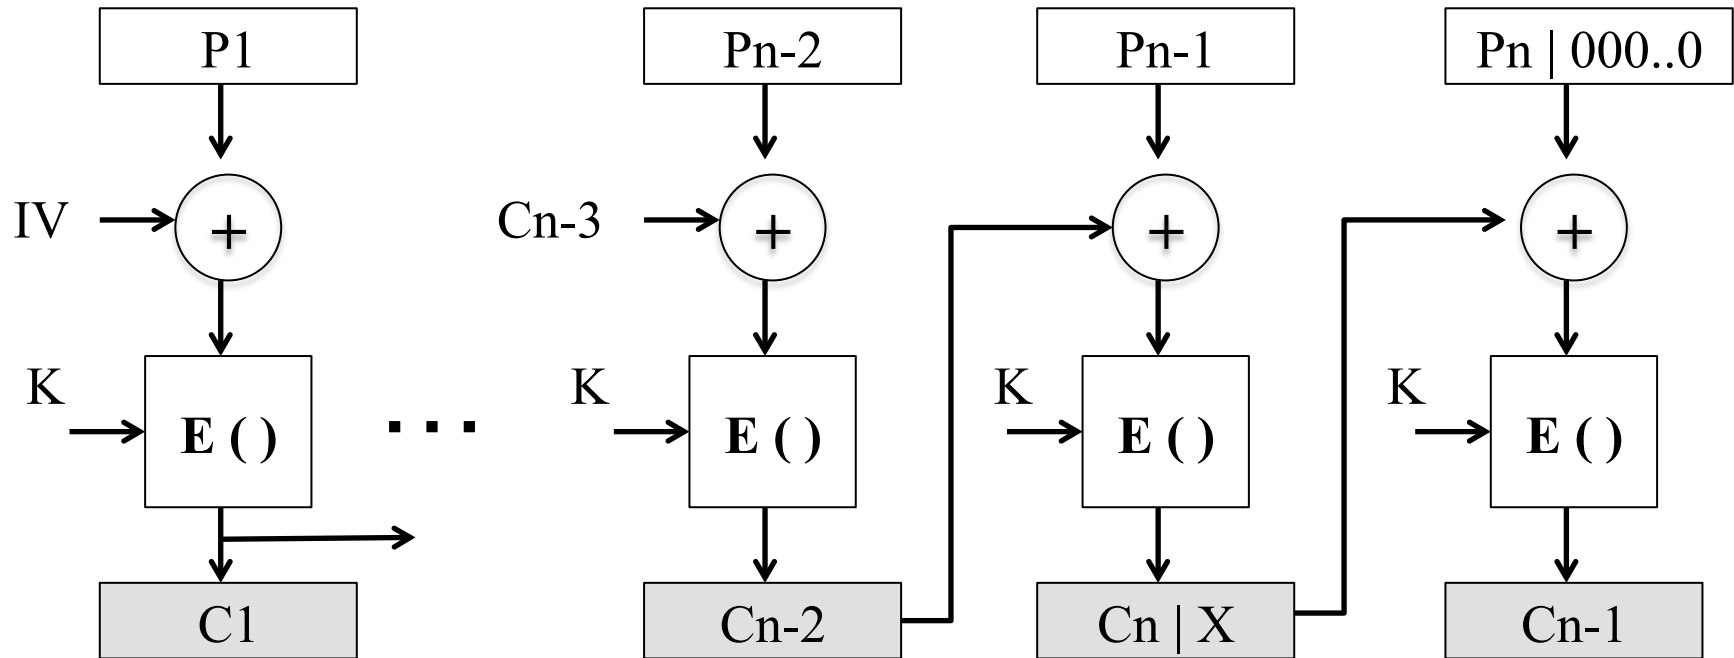 P1
Pn-2
Pn-1
Pn | 000..0
IV
+
Cn-3
+
+
+
K
E ( )
...
K
E ( )
K
E ( )
K
E ( )
C1
Cn-2
Cn | X
Cn-1